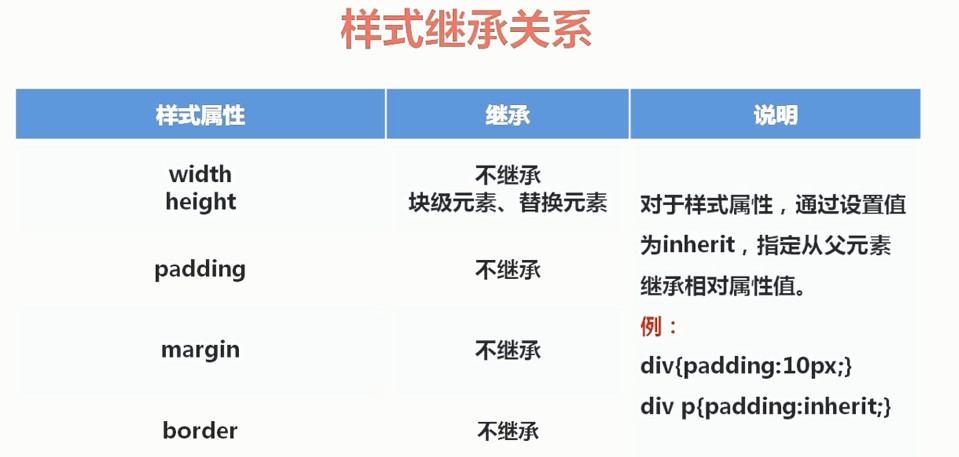 样式继承关系
样式属性
继承
说明
width
height
不继承
块级元素、替换元素
padding
不继承
margin
不继承
border
不继承
对于样式属性，通过设置值
为inherit，指定从父元素
继承相对属性值。
例：
div{padding:10px;}
div p{padding:inherit;}